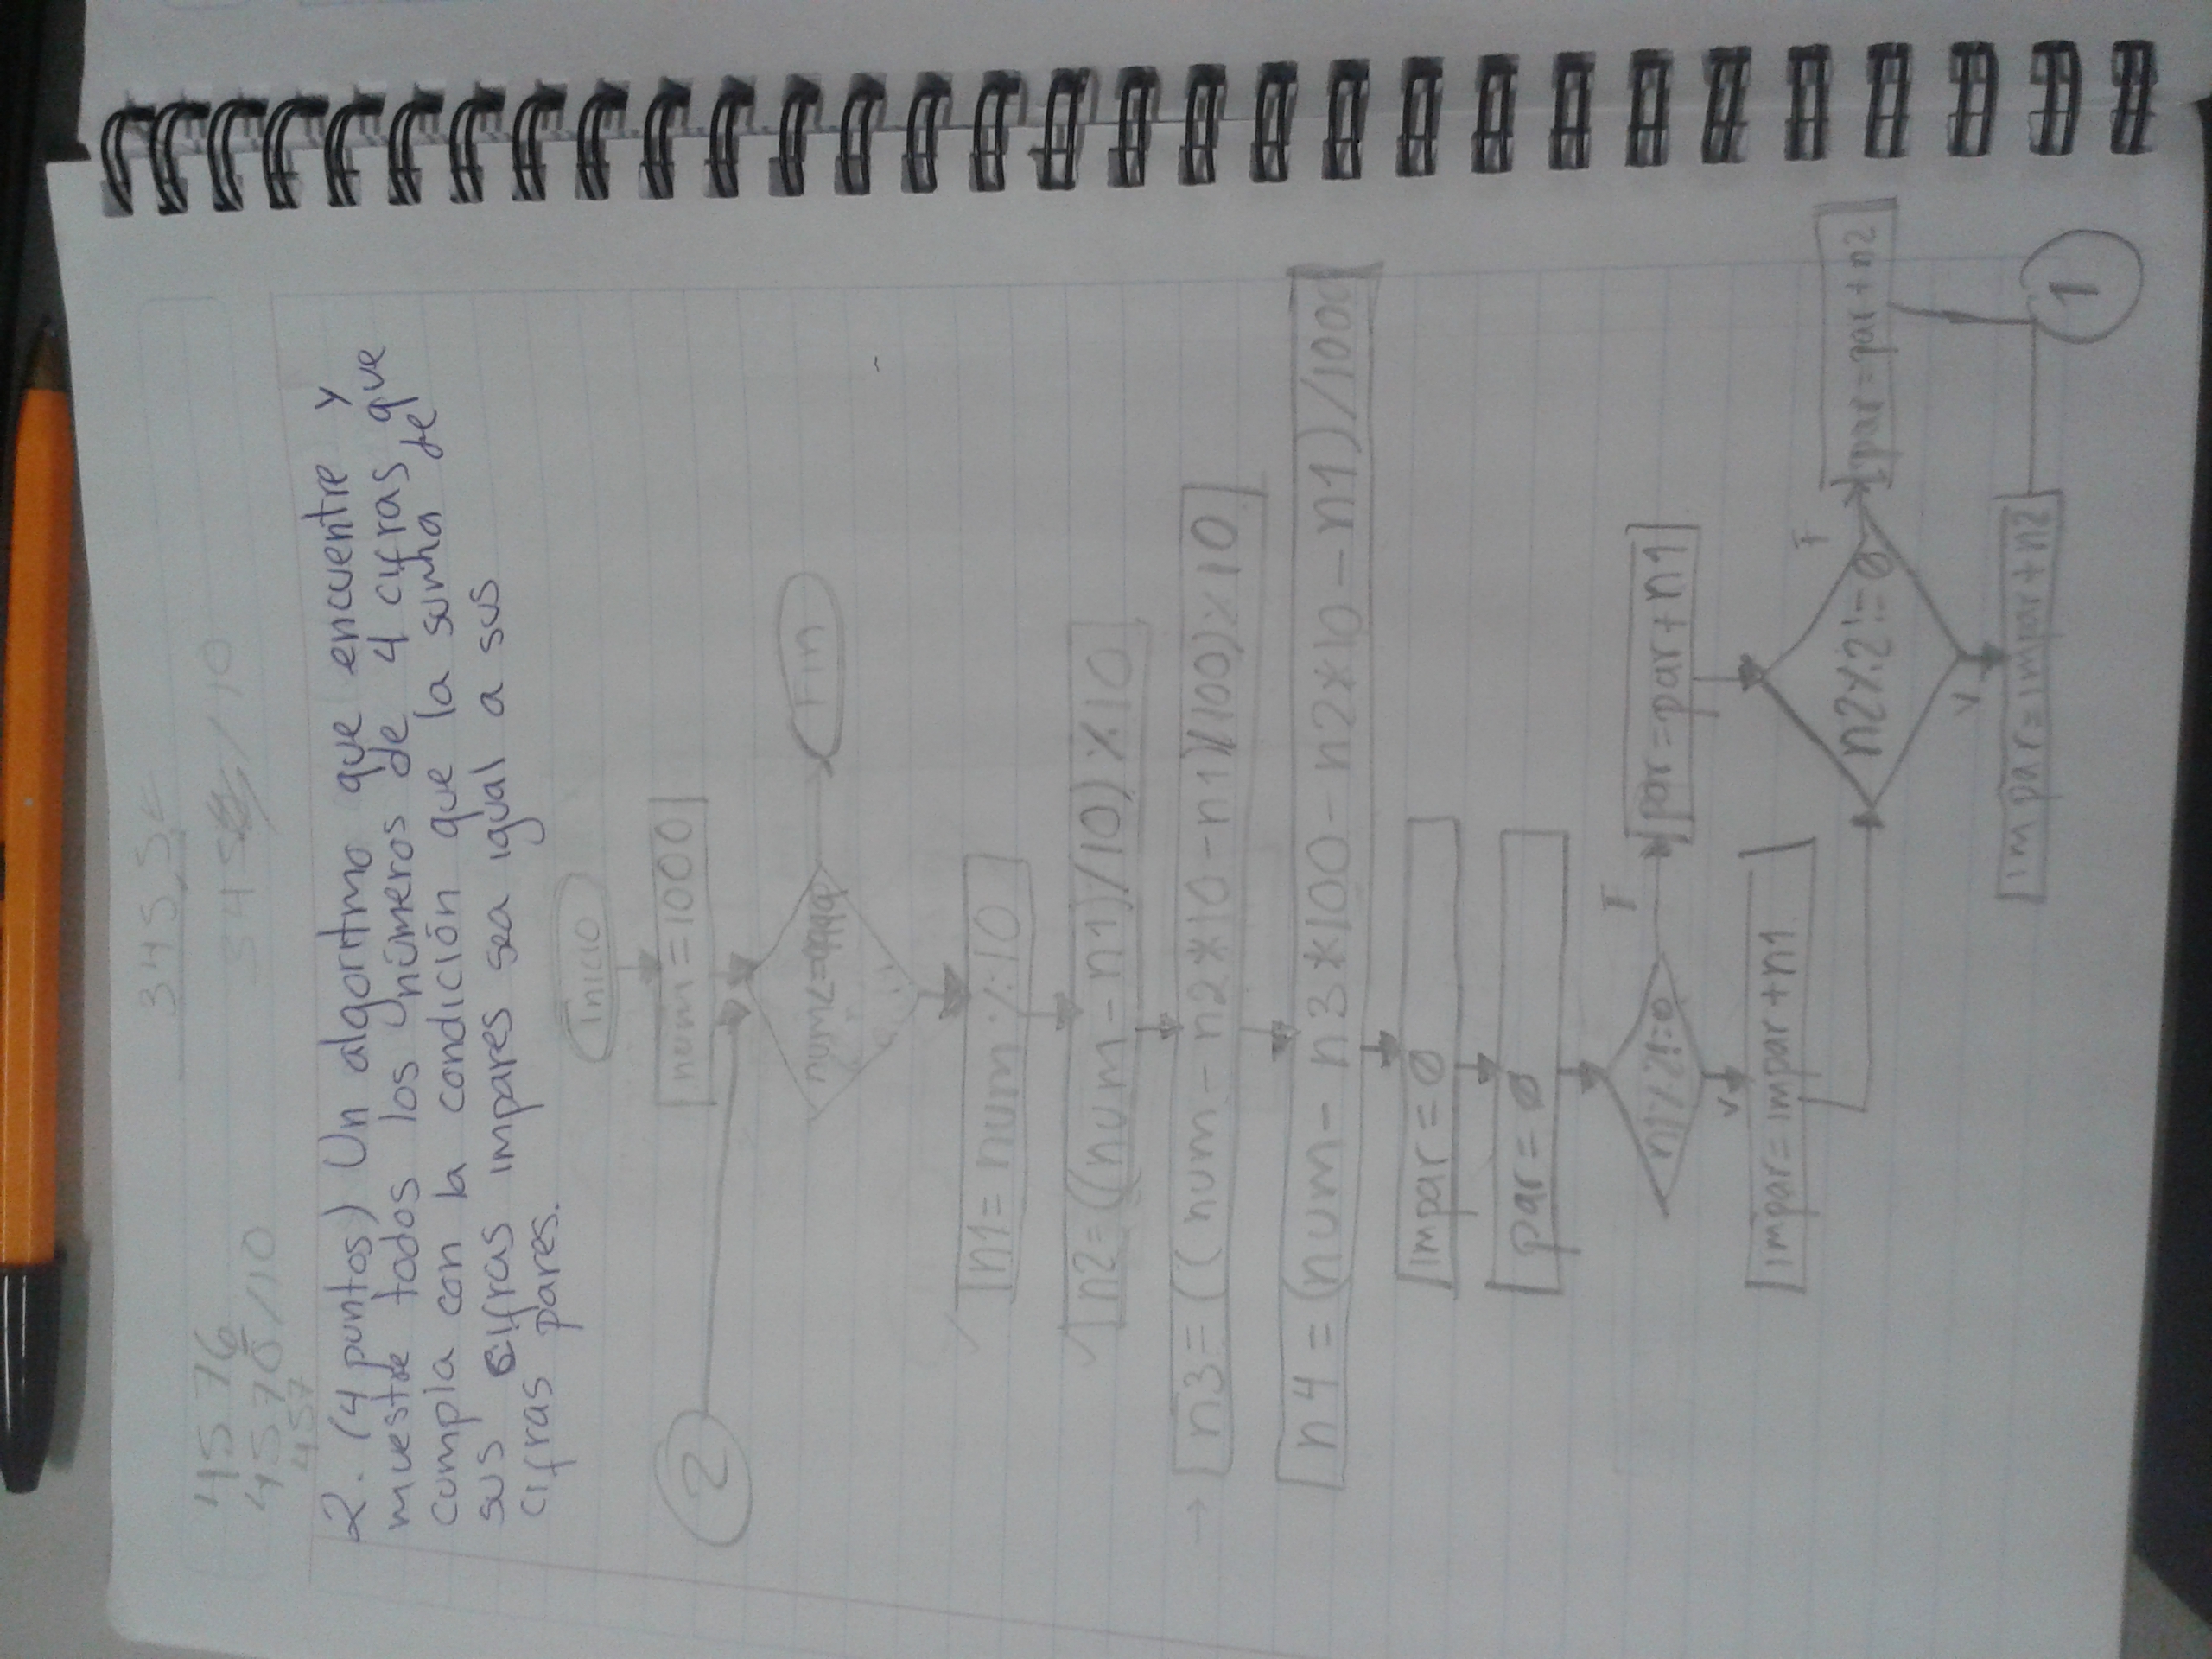 345.5
345/10
4576
4570/10
457
2. (4 puntos) Un algoritmo que encuentre y
muestre todos los números de 4 cifras que
cumpla con la condición que la sumha de
sus cifras impares sea igual a sus
cifras pares.
Inicio
num=1000
2
num<=9999
Fin
n1= num % 10
n2=((num-n1)/10)%10
→ n3=((num-n2*10-n1)/100)%10
n4=(num-n3*100-n2*10-n1)/1000
impar=0
par=0
n1%2!=0
F
par=par+n1
V
impar=impar+n1
n2%2!=0
F
par=par+n2
V
impar=impar+n2
1